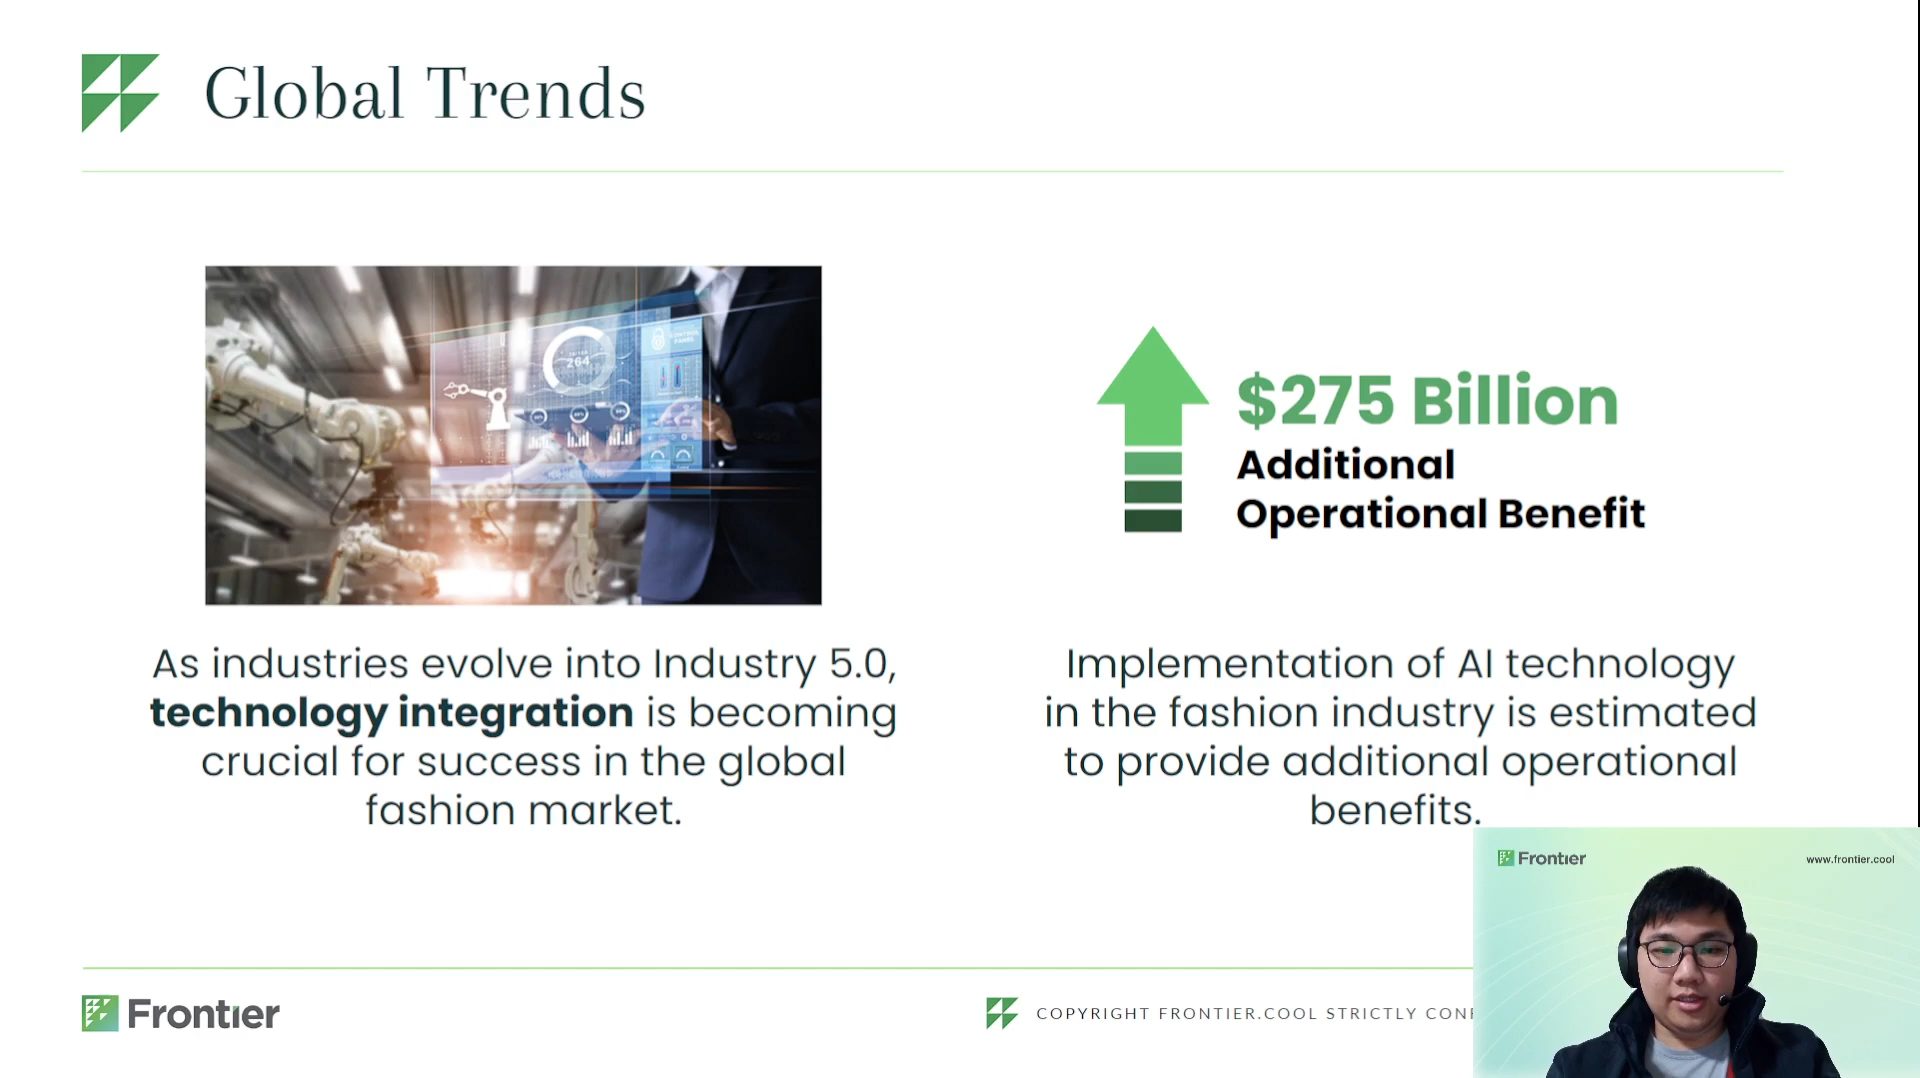 Global Trends
264
$275 Billion
Additional
Operational Benefit
As industries evolve into Industry 5.0,
technology integration is becoming
crucial for success in the global
fashion market.
Implementation of AI technology
in the fashion industry is estimated
to provide additional operational
benefits.
Frontier
www.frontier.cool
Frontier
COPYRIGHT FRONTIER.COOL STRICTLY